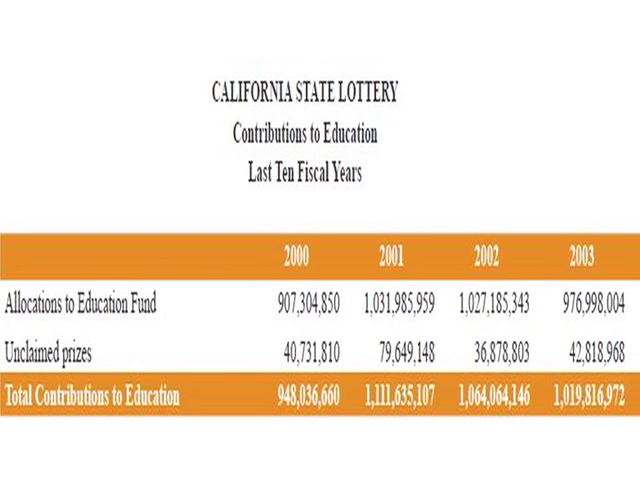 CALIFORNIA STATE LOTTERY
Contributions to Education
Last Ten Fiscal Years
2000 2001 2002 2003
Allocations to Education Fund 907,304,850 1,031,985,959 1,027,185,343 976,998,004
Unclaimed prizes 40,731,810 79,649,148 36,878,803 42,818,968
Total Contributions to Education 948,036,660 1,111,635,107 1,064,064,146 1,019,816,972